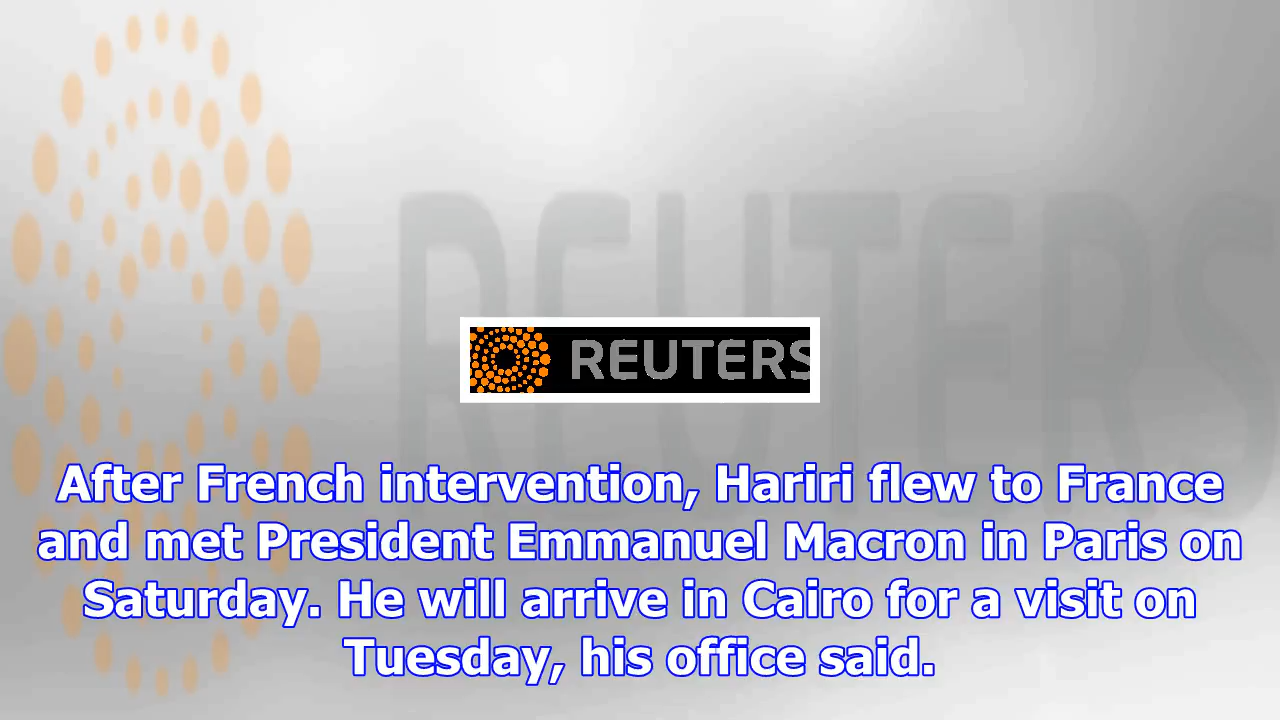 REUTERS
REUTERS
After French intervention, Hariri flew to France
and met President Emmanuel Macron in Paris on
Saturday. He will arrive in Cairo for a visit on
Tuesday, his office said.